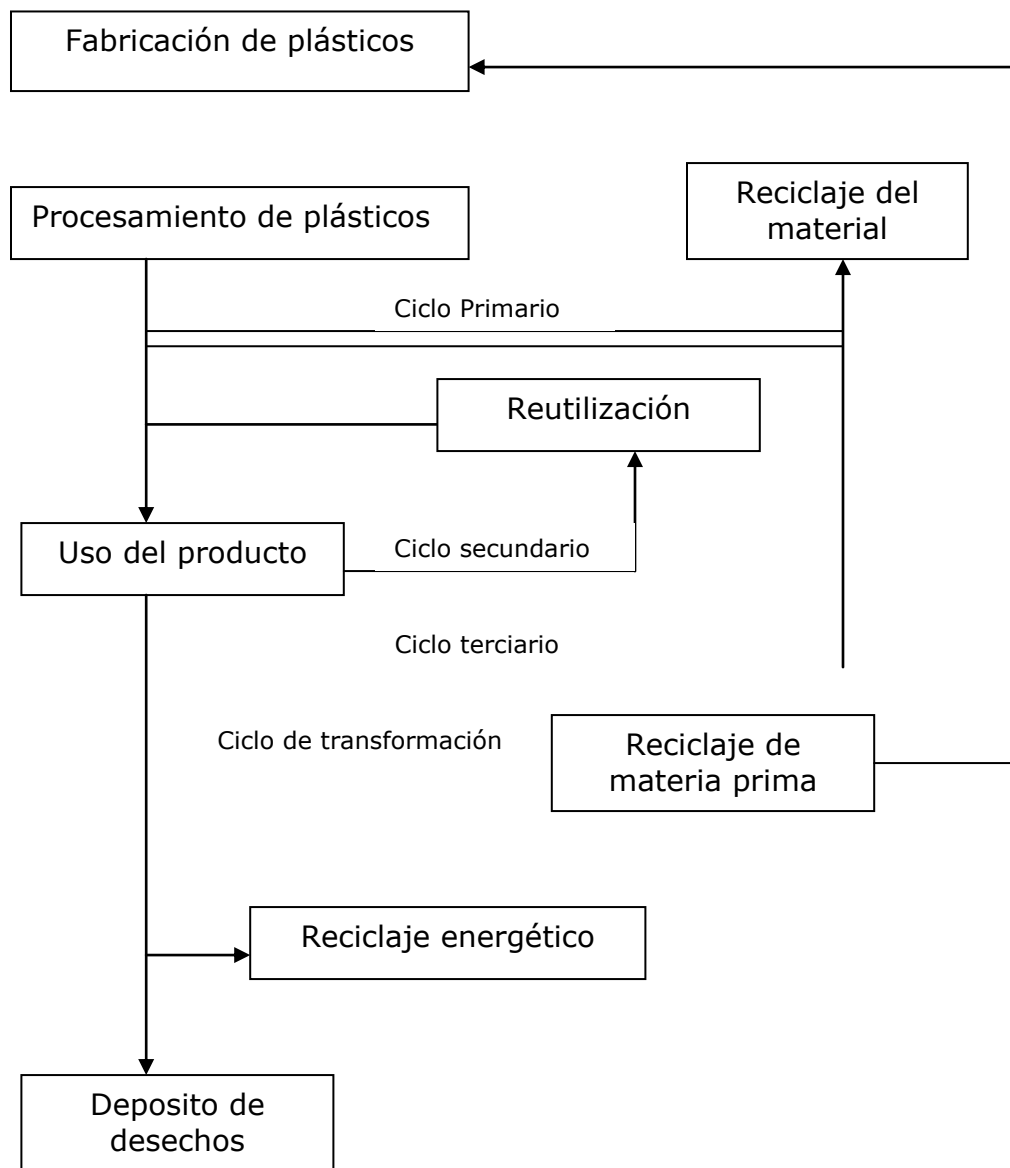 Fabricación de plásticos
Procesamiento de plásticos
Reciclaje del
material
Ciclo Primario
Reutilización
Uso del producto
Ciclo secundario
Ciclo terciario
Ciclo de transformación
Reciclaje de
materia prima
Reciclaje energético
Deposito de
desechos